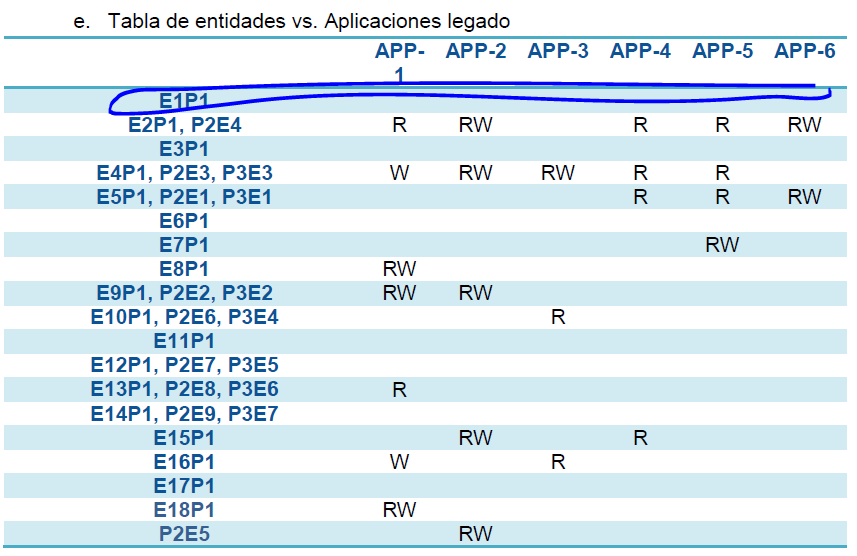 e. Tabla de entidades vs. Aplicaciones legado
APP-1 APP-2 APP-3 APP-4 APP-5 APP-6
E1P1
E2P1, P2E4 R RW R R RW
E3P1
E4P1, P2E3, P3E3 W RW RW R R
E5P1, P2E1, P3E1 R R RW
E6P1
E7P1 RW
E8P1 RW
E9P1, P2E2, P3E2 RW RW
E10P1, P2E6, P3E4 R
E11P1
E12P1, P2E7, P3E5
E13P1, P2E8, P3E6 R
E14P1, P2E9, P3E7
E15P1 RW R
E16P1 W R
E17P1
E18P1 RW
P2E5 RW